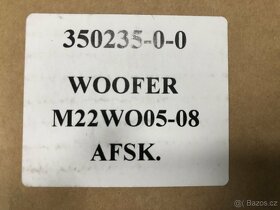 350235-0-0
WOOFER
M22WO05-08
AFSK.
Bazos.cz